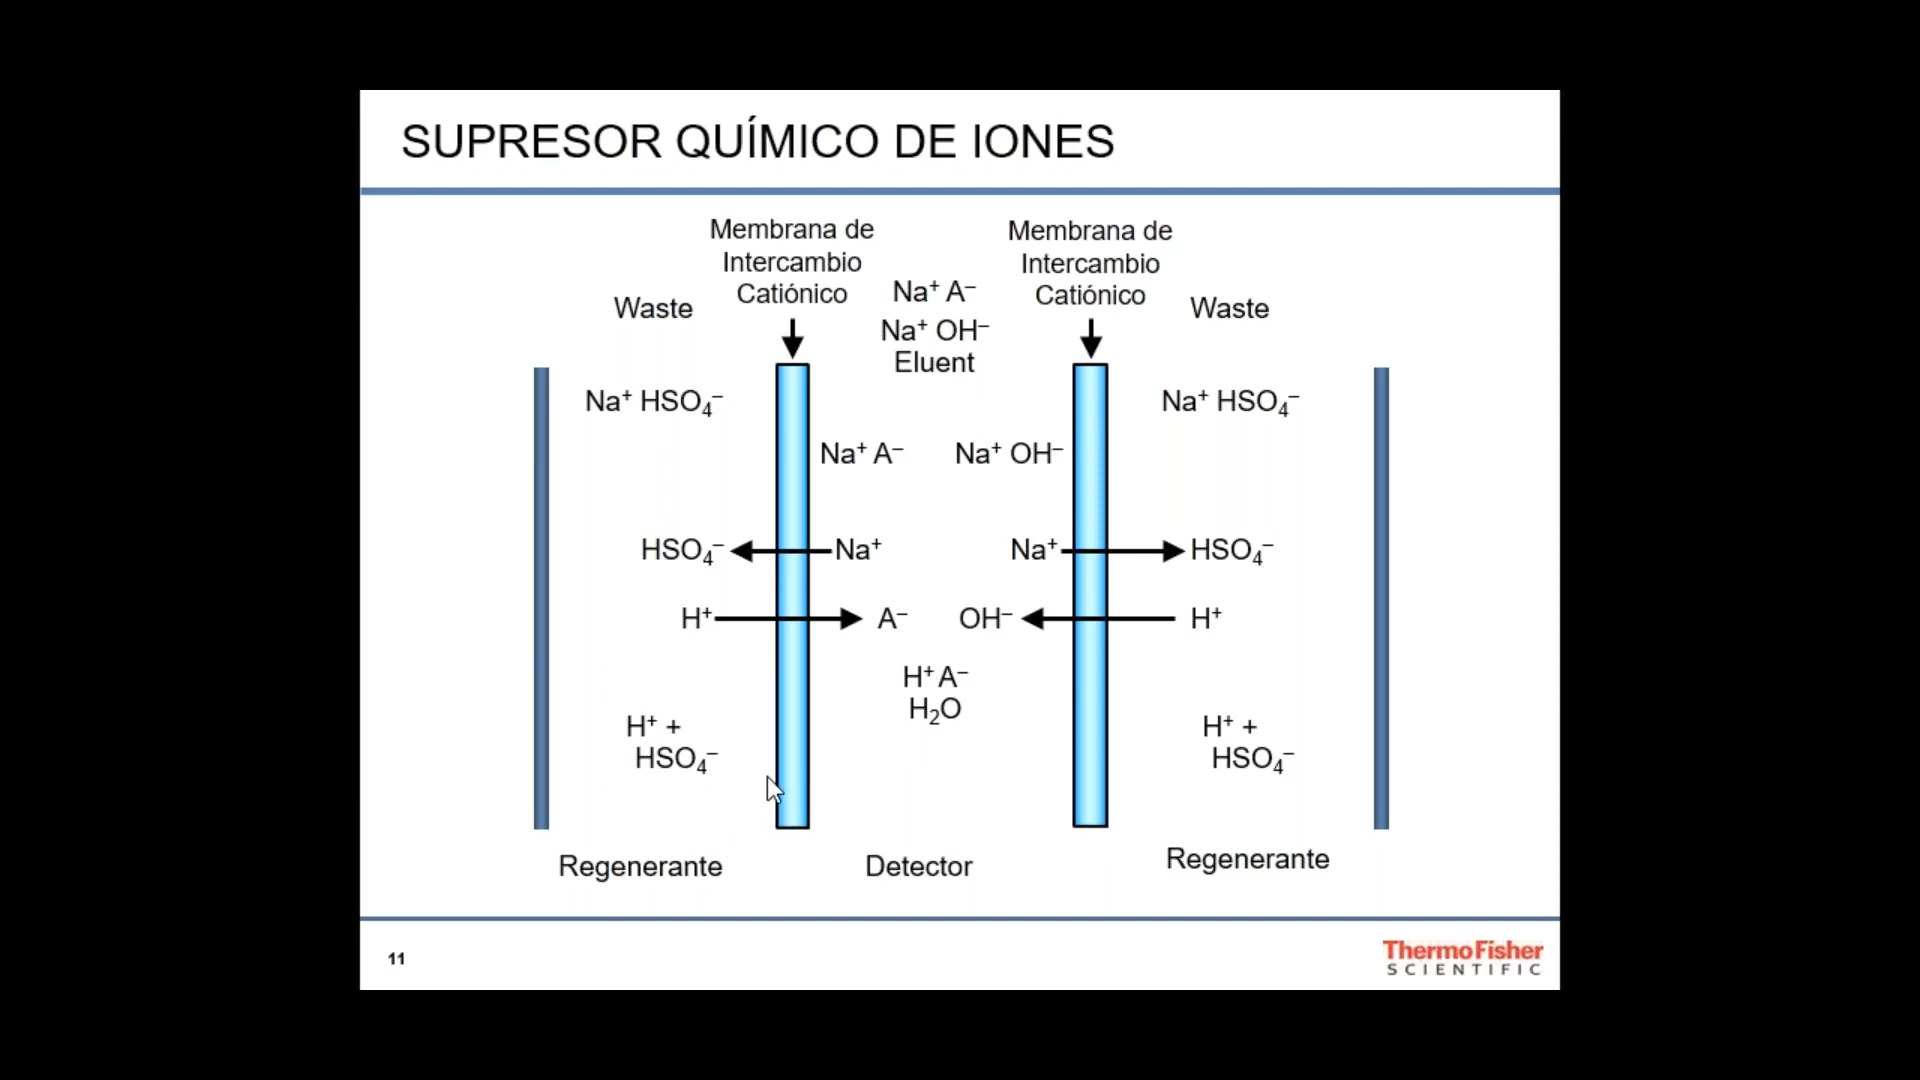 SUPRESOR QUÍMICO DE IONES
Membrana de
Intercambio
Catiónico
Membrana de
Intercambio
Catiónico
Waste
Na⁺ A⁻
Na⁺ OH⁻
Eluent
Waste
Na⁺ HSO₄⁻
Na⁺ HSO₄⁻
Na⁺ A⁻
Na⁺ OH⁻
HSO₄⁻
Na⁺
Na⁺
HSO₄⁻
H⁺
A⁻
OH⁻
H⁺
H⁺ A⁻
H₂O
H⁺ +
HSO₄⁻
H⁺ +
HSO₄⁻
Regenerante
Detector
Regenerante
11
ThermoFisher
SCIENTIFIC